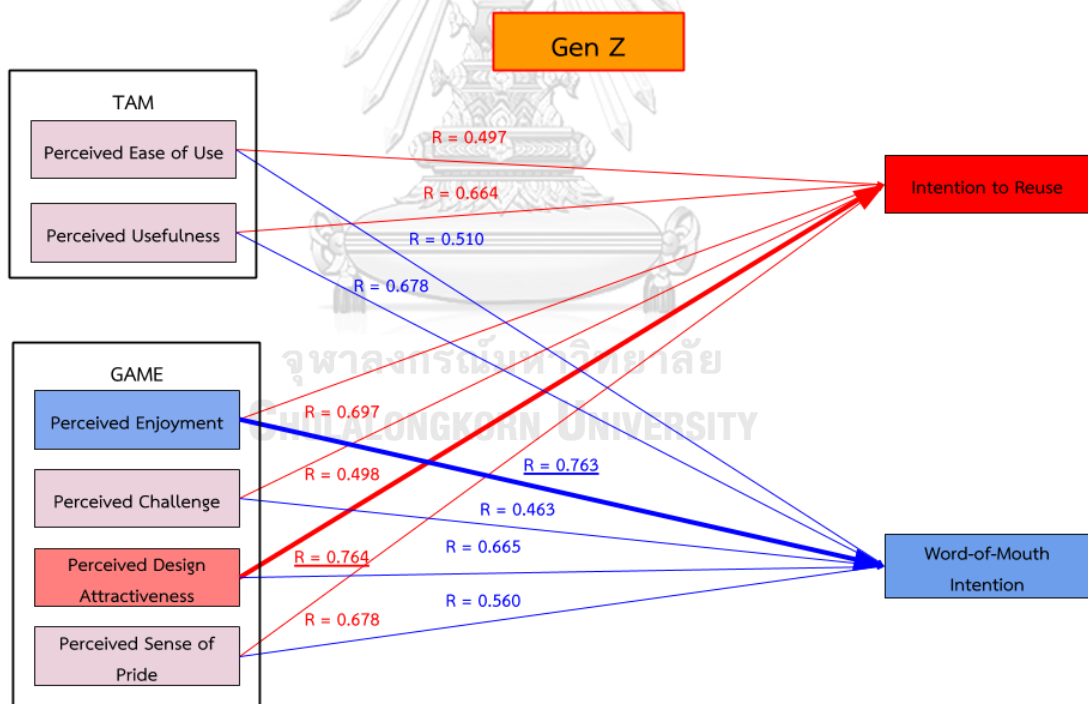 Gen Z
TAM
Perceived Ease of Use
Perceived Usefulness
R = 0.497
R = 0.664
R = 0.510
R = 0.678
Intention to Reuse
จุฬาลงกรณ์มหาวิทยาลัย
CHULALONGKORN UNIVERSITY
GAME
Perceived Enjoyment
Perceived Challenge
Perceived Design
Attractiveness
Perceived Sense of
Pride
R = 0.697
R = 0.498
R = 0.764
R = 0.678
R = 0.763
R = 0.463
R = 0.665
R = 0.560
Word-of-Mouth
Intention